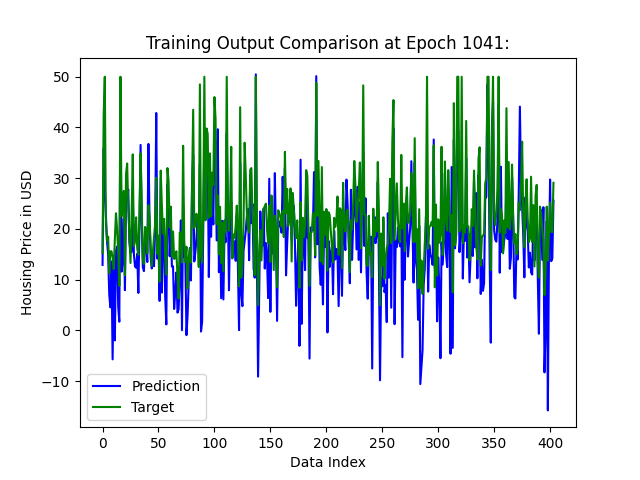 Training Output Comparison at Epoch 1041:
Housing Price in USD
50
40
30
20
10
0
−10
Prediction
Target
0 50 100 150 200 250 300 350 400
Data Index